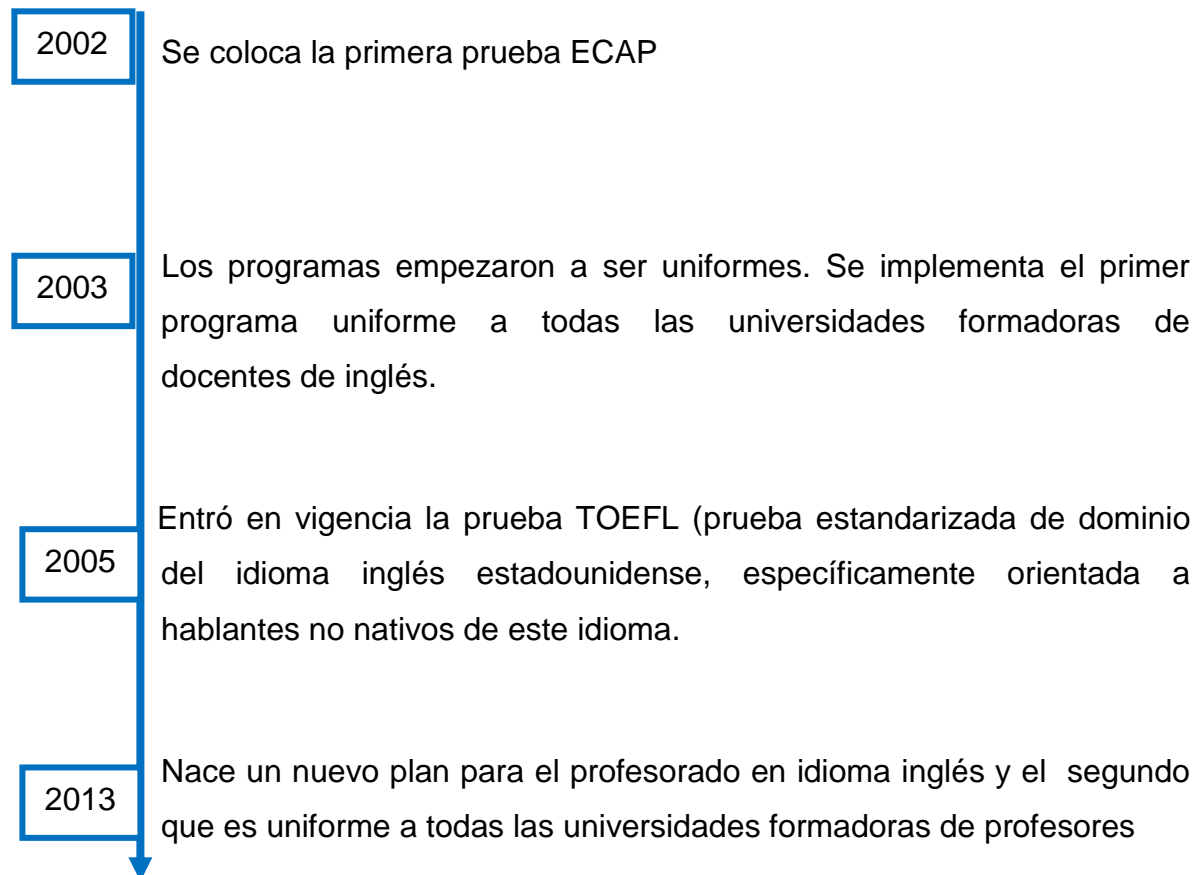 2002
Se coloca la primera prueba ECAP
2003
Los programas empezaron a ser uniformes. Se implementa el primer
programa uniforme a todas las universidades formadoras de
docentes de inglés.
2005
Entró en vigencia la prueba TOEFL (prueba estandarizada de dominio
del idioma inglés estadounidense, específicamente orientada a
hablantes no nativos de este idioma.
2013
Nace un nuevo plan para el profesorado en idioma inglés y el segundo
que es uniforme a todas las universidades formadoras de profesores